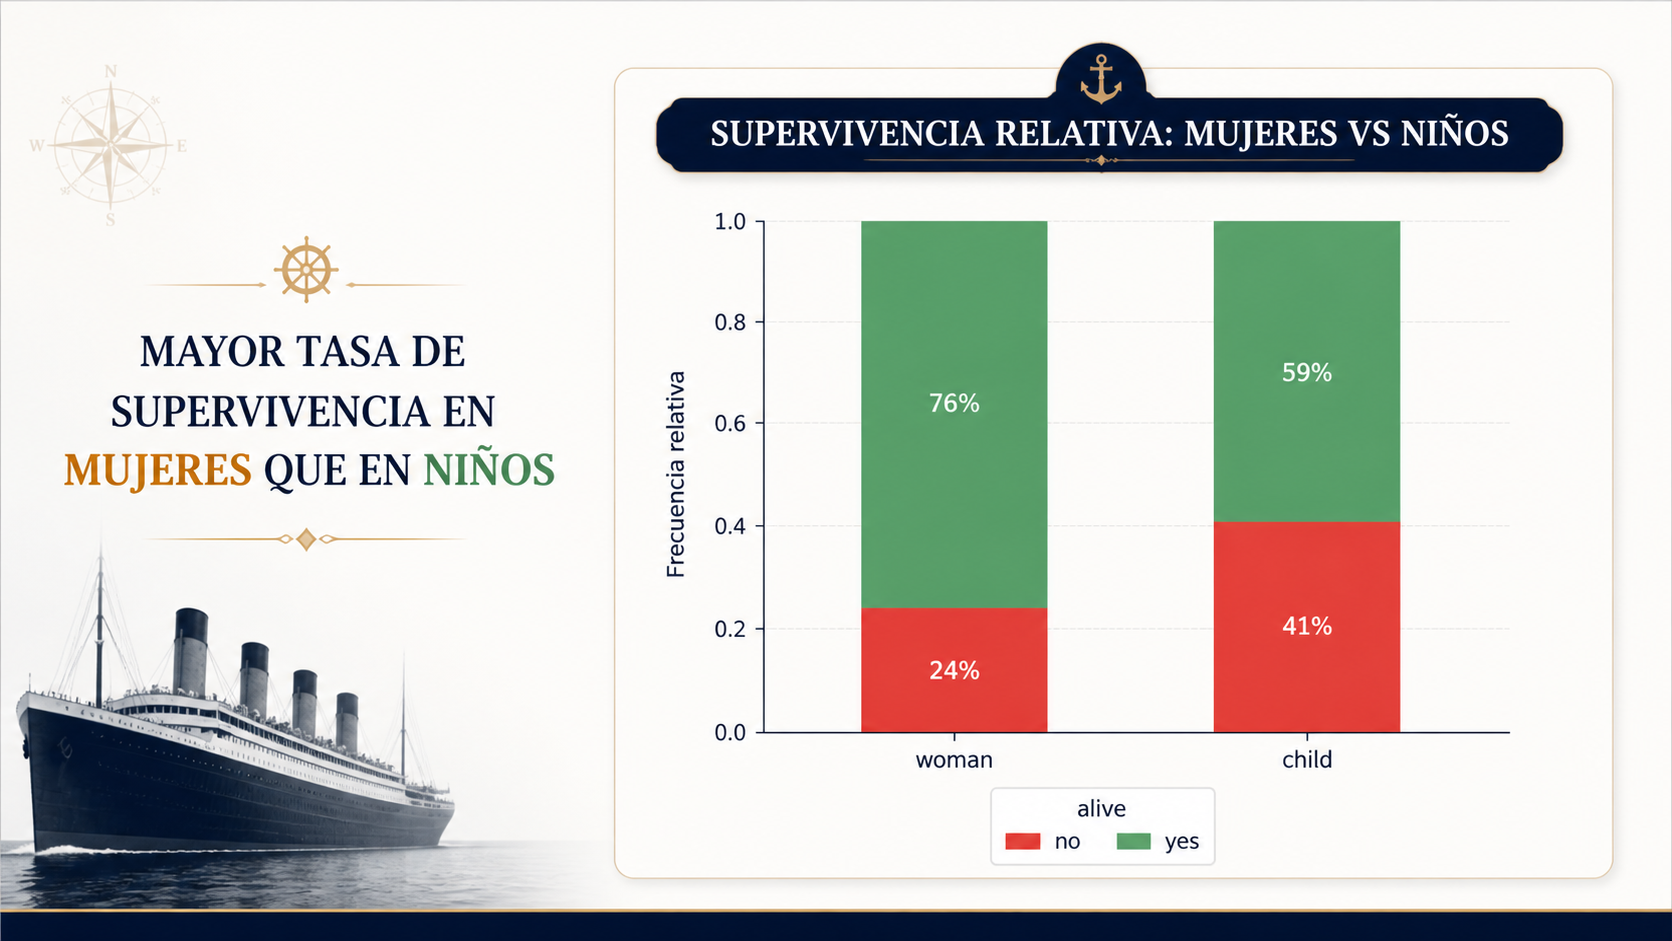 N
W E
S
MAYOR TASA DE
SUPERVIVENCIA EN
MUJERES QUE EN NIÑOS
SUPERVIVENCIA RELATIVA: MUJERES VS NIÑOS
Frecuencia relativa
1.0
0.8
0.6
0.4
0.2
0.0
76%
24%
59%
41%
woman
child
alive
no yes